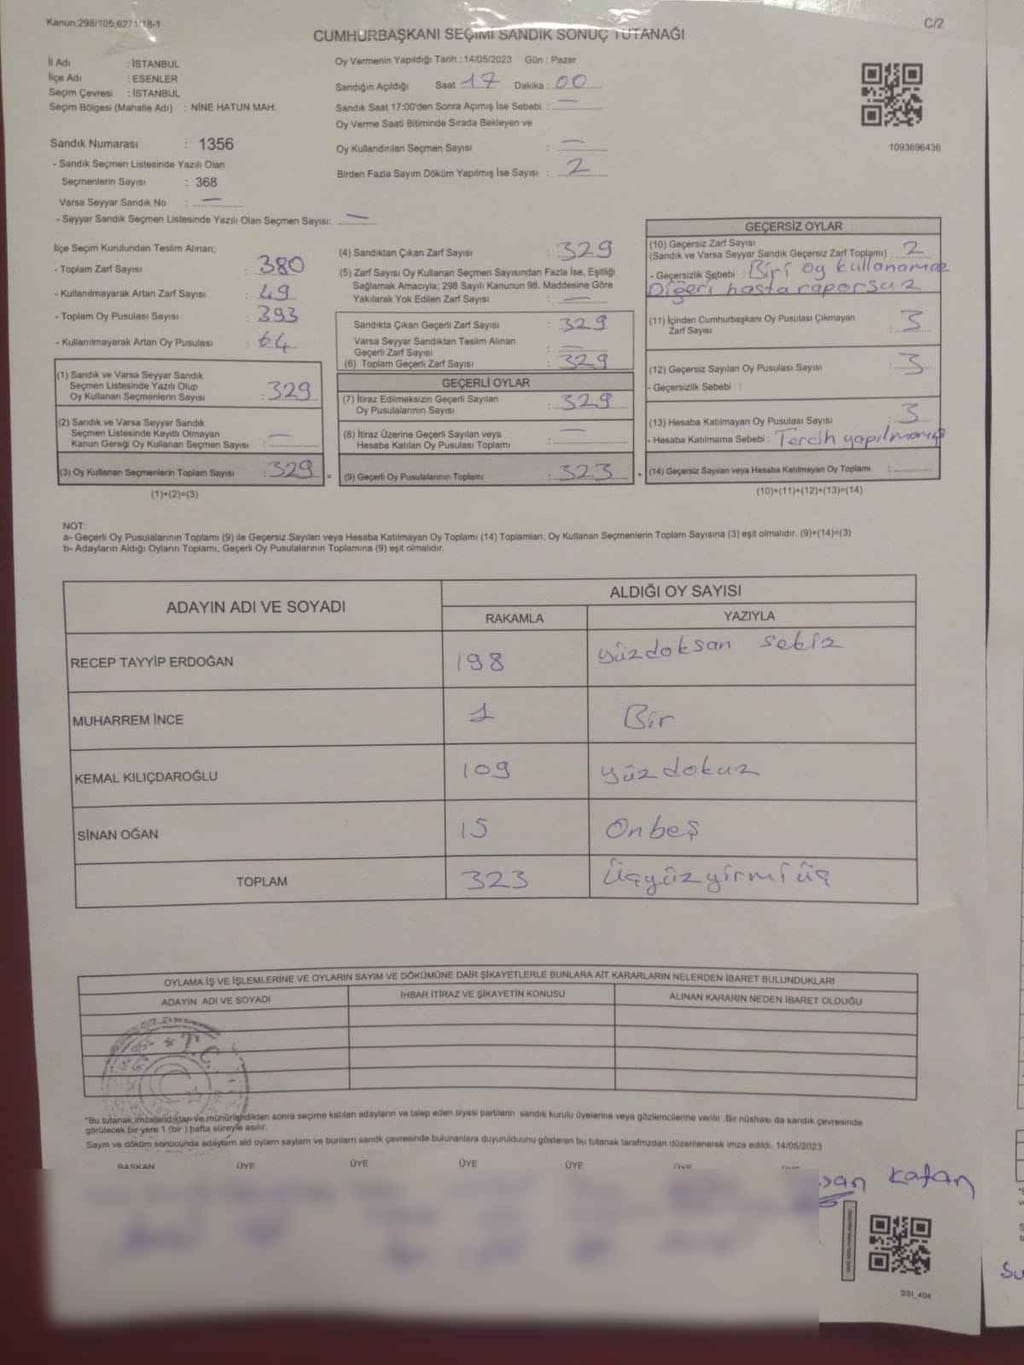 Kanun:298/105;6271/18-1
C/2
CUMHURBAŞKANI SEÇİMİ SANDIK SONUÇ TUTANAĞI
İl Adı : İSTANBUL
İlçe Adı : ESENLER
Seçim Çevresi : İSTANBUL
Seçim Bölgesi (Mahalle Adı) : NİNE HATUN MAH.
Sandık Numarası : 1356
- Sandık Seçmen Listesinde Yazılı Olan
Seçmenlerin Sayısı : 368
Varsa Seyyar Sandık No : —
- Seyyar Sandık Seçmen Listesinde Yazılı Olan Seçmen Sayısı: —
Oy Vermenin Yapıldığı Tarih : 14/05/2023 Gün : Pazar
Sandığın Açıldığı Saat 17 Dakika : 00
Sandık Saat 17:00'den Sonra Açımış İse Sebebi : —
Oy Verme Saati Bitiminde Sırada Bekleyen ve
Oy Kullandırılan Seçmen Sayısı : —
Birden Fazla Sayım Döküm Yapılmış İse Sayısı : 2
1093696436
İlçe Seçim Kurulundan Teslim Alınan;
- Toplam Zarf Sayısı : 380
- Kullanılmayarak Artan Zarf Sayısı : 49
- Toplam Oy Pusulası Sayısı : 393
- Kullanılmayarak Artan Oy Pusulası : 64
(1) Sandık ve Varsa Seyyar Sandık
Seçmen Listesinde Yazılı Olup
Oy Kullanan Seçmenlerin Sayısı : 329
(2) Sandık ve Varsa Seyyar Sandık
Seçmen Listesinde Kayıtlı Olmayan
Kanun Gereği Oy Kullanan Seçmen Sayısı : —
(3) Oy Kullanan Seçmenlerin Toplam Sayısı : 329
(1)+(2)=(3)
(4) Sandıktan Çıkan Zarf Sayısı : 329
(5) Zarf Sayısı Oy Kullanan Seçmen Sayısından Fazla İse, Eşitliği
Sağlamak Amacıyla; 298 Sayılı Kanunun 98. Maddesine Göre
Yakılarak Yok Edilen Zarf Sayısı : —
Sandıkta Çıkan Geçerli Zarf Sayısı : 329
Varsa Seyyar Sandıktan Teslim Alınan
Geçerli Zarf Sayısı : —
(6) Toplam Geçerli Zarf Sayısı : 329
GEÇERLİ OYLAR
(7) İtiraz Edilmeksizin Geçerli Sayılan
Oy Pusulalarının Sayısı : 329
(8) İtiraz Üzerine Geçerli Sayılan veya
Hesaba Katılan Oy Pusulası Toplamı : —
(9) Geçerli Oy Pusulalarının Toplamı : 323
GEÇERSİZ OYLAR
(10) Geçersiz Zarf Sayısı
(Sandık ve Varsa Seyyar Sandık Geçersiz Zarf Toplamı) : 2
- Geçersizlik Sebebi : Biri oy kullanamaz
Diğeri hasta raporsuz
(11) İçinden Cumhurbaşkanı Oy Pusulası Çıkmayan
Zarf Sayısı : 3
(12) Geçersiz Sayılan Oy Pusulası Sayısı : 3
- Geçersizlik Sebebi :
(13) Hesaba Katılmayan Oy Pusulası Sayısı : 3
- Hesaba Katılmama Sebebi : Tercih yapılmamış
(14) Geçersiz Sayılan veya Hesaba Katılmayan Oy Toplamı :
(10)+(11)+(12)+(13)=(14)
NOT:
a- Geçerli Oy Pusulalarının Toplamı (9) ile Geçersiz Sayılan veya Hesaba Katılmayan Oy Toplamı (14) Toplamları, Oy Kullanan Seçmenlerin Toplam Sayısına (3) eşit olmalıdır. (9)+(14)=(3)
b- Adayların Aldığı Oyların Toplamı, Geçerli Oy Pusulalarının Toplamına (9) eşit olmalıdır.
ADAYIN ADI VE SOYADI
ALDIĞI OY SAYISI
RAKAMLA YAZIYLA
RECEP TAYYİP ERDOĞAN 198 yüzdoksan sekiz
MUHARREM İNCE 1 Bir
KEMAL KILIÇDAROĞLU 109 yüz dokuz
SİNAN OĞAN 15 Onbeş
TOPLAM 323 Üçyüzyirmi üç
OYLAMA İŞ VE İŞLEMLERİNE VE OYLARIN SAYIM VE DÖKÜMÜNE DAİR ŞİKAYETLERLE BUNLARA AİT KARARLARIN NELERDEN İBARET BULUNDUKLARI
ADAYIN ADI VE SOYADI İHBAR İTİRAZ VE ŞİKAYETİN KONUSU ALINAN KARARIN NEDEN İBARET OLDUĞU
T.C.
*Bu tutanak imzalandıktan ve mühürlendikten sonra seçime katılan adayların ve talep eden siyasi partilerin sandık kurulu üyelerine veya gözlemcilerine verilir. Bir nüshası da sandık çevresinde
görülecek bir yere 1 (bir) hafta süreyle asılır.
Sayım ve döküm sonucunda adayların aldı oyların sayların ve bunların sandık çevresinde bulunanlara duyurulduunu gösteren bu tutanak tarafımızdan düzenlenerek imza edildi. 14/05/2023
BAŞKAN ÜYE ÜYE ÜYE ÜYE ÜYE
Kafan